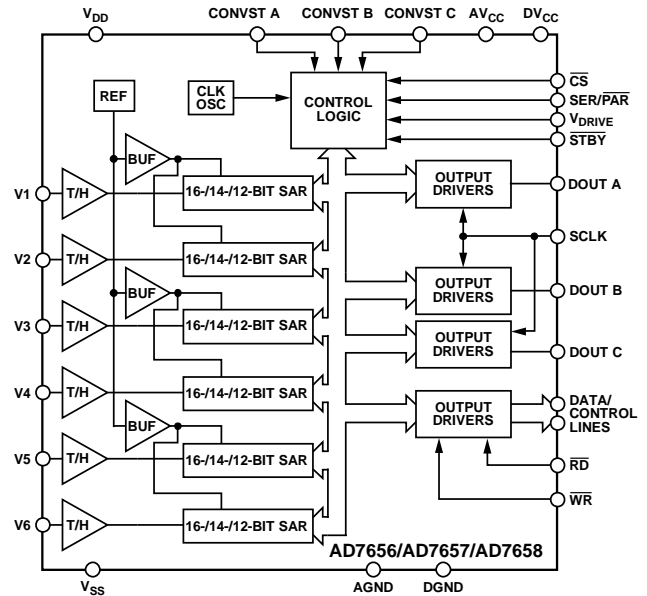 VDD
CONVST A
CONVST B
CONVST C
AVCC
DVCC
REF
CLK
OSC
CONTROL
LOGIC
CS
SER/PAR
VDRIVE
STBY
BUF
V1
T/H
16-/14-/12-BIT SAR
OUTPUT
DRIVERS
DOUT A
SCLK
V2
T/H
16-/14-/12-BIT SAR
BUF
OUTPUT
DRIVERS
DOUT B
V3
T/H
16-/14-/12-BIT SAR
OUTPUT
DRIVERS
DOUT C
V4
T/H
16-/14-/12-BIT SAR
BUF
OUTPUT
DRIVERS
DATA/
CONTROL
LINES
V5
T/H
16-/14-/12-BIT SAR
RD
WR
V6
T/H
16-/14-/12-BIT SAR
AD7656/AD7657/AD7658
VSS
AGND
DGND